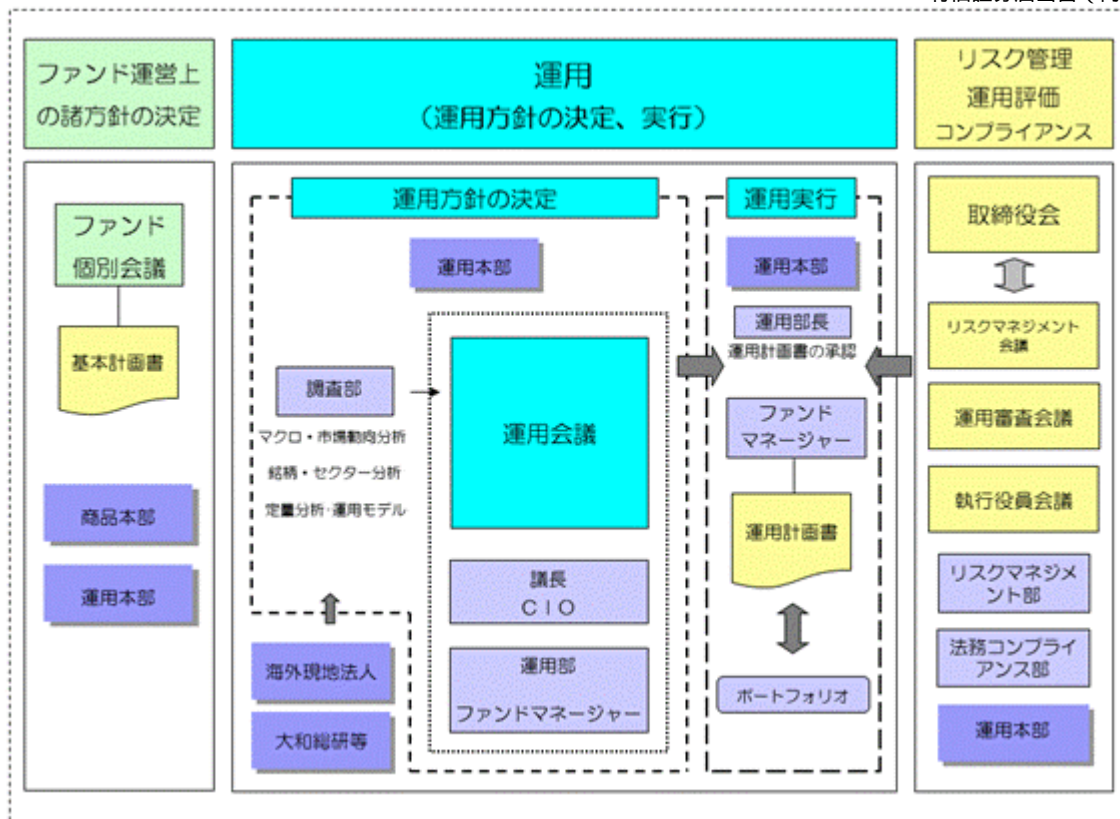 ファンド運営上
の諸方針の決定
運用
（運用方針の決定、実行）
リスク管理
運用評価
コンプライアンス
ファンド
個別会議
基本計画書
商品本部
運用本部
運用方針の決定
運用本部
調査部
マクロ・市場動向分析
銘柄・セクター分析
定量分析・運用モデル
海外現地法人
大和総研等
運用会議
議長
CIO
運用部
ファンドマネージャー
運用実行
運用本部
運用部長
運用計画書の承認
ファンド
マネージャー
運用計画書
ポートフォリオ
取締役会
リスクマネジメント
会議
運用審査会議
執行役員会議
リスクマネジメ
ント部
法務コンプライ
アンス部
運用本部